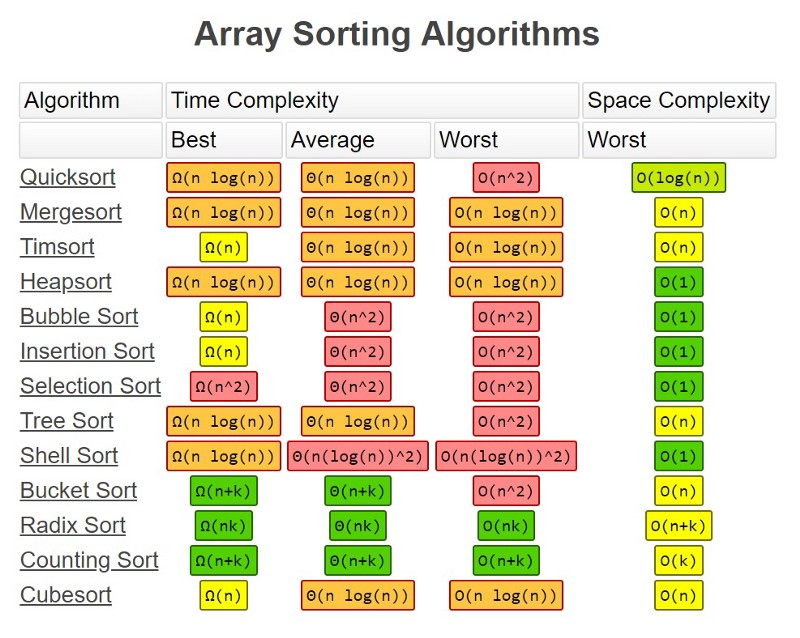 Array Sorting Algorithms
Algorithm Time Complexity Space Complexity
Best Average Worst Worst
Quicksort Ω(n log(n)) Θ(n log(n)) O(n^2) O(log(n))
Mergesort Ω(n log(n)) Θ(n log(n)) O(n log(n)) O(n)
Timsort Ω(n) Θ(n log(n)) O(n log(n)) O(n)
Heapsort Ω(n log(n)) Θ(n log(n)) O(n log(n)) O(1)
Bubble Sort Ω(n) Θ(n^2) O(n^2) O(1)
Insertion Sort Ω(n) Θ(n^2) O(n^2) O(1)
Selection Sort Ω(n^2) Θ(n^2) O(n^2) O(1)
Tree Sort Ω(n log(n)) Θ(n log(n)) O(n^2) O(n)
Shell Sort Ω(n log(n)) Θ(n(log(n))^2) O(n(log(n))^2) O(1)
Bucket Sort Ω(n+k) Θ(n+k) O(n^2) O(n)
Radix Sort Ω(nk) Θ(nk) O(nk) O(n+k)
Counting Sort Ω(n+k) Θ(n+k) O(n+k) O(k)
Cubesort Ω(n) Θ(n log(n)) O(n log(n)) O(n)